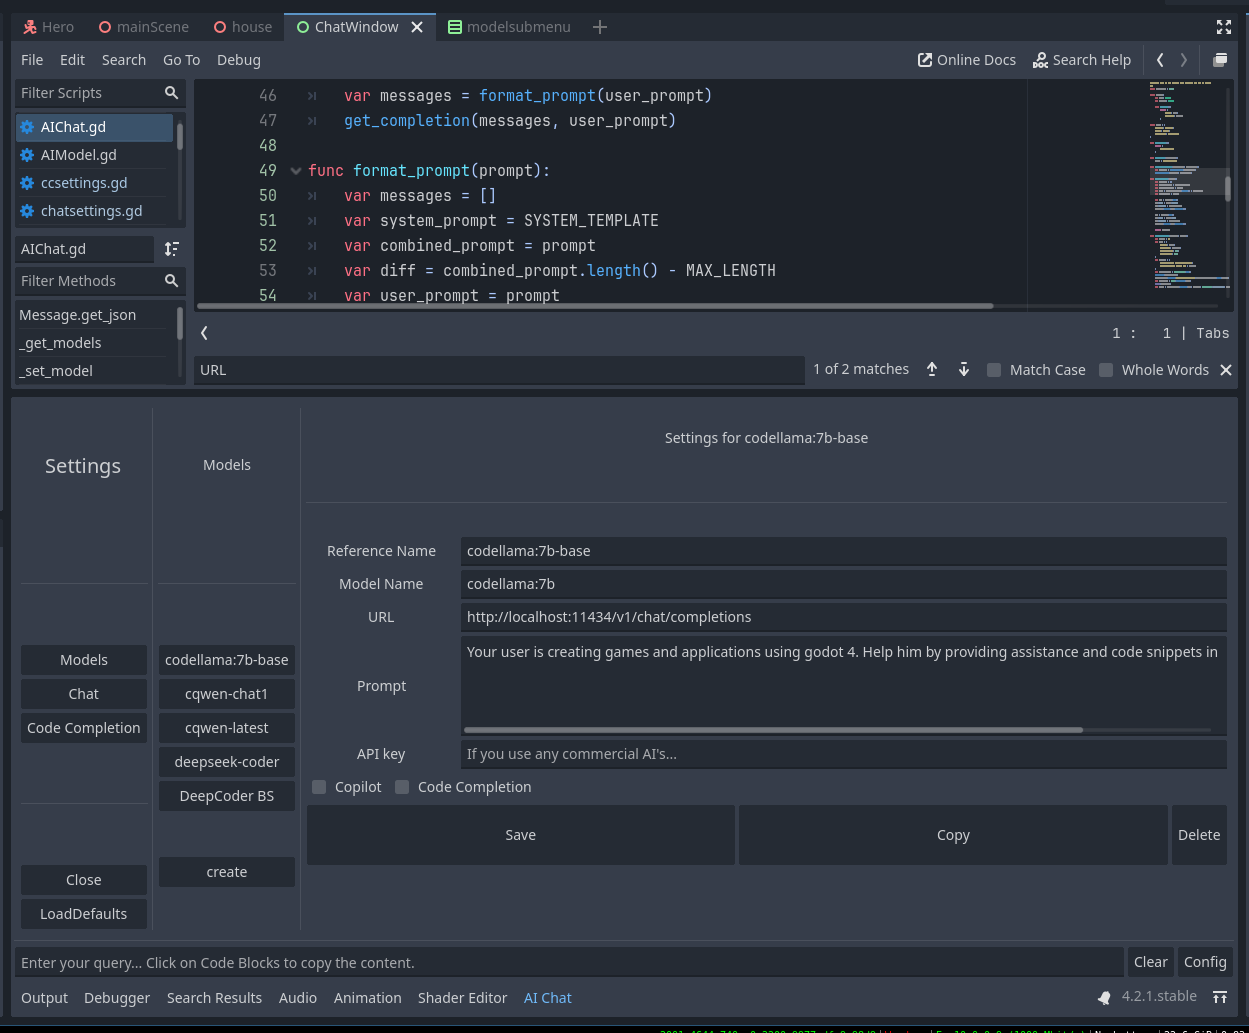 Hero mainScene house ChatWindow modelsubmenu
File Edit Search Go To Debug Online Docs Search Help
Filter Scripts
AIChat.gd
AIModel.gd
ccsettings.gd
chatsettings.gd
AIChat.gd
Filter Methods
Message.get_json
_get_models
_set_model
46 var messages = format_prompt(user_prompt)
47 get_completion(messages, user_prompt)
48
49 func format_prompt(prompt):
50 var messages = []
51 var system_prompt = SYSTEM_TEMPLATE
52 var combined_prompt = prompt
53 var diff = combined_prompt.length() - MAX_LENGTH
54 var user_prompt = prompt
1 : 1 | Tabs
URL 1 of 2 matches Match Case Whole Words
Settings
Models
Chat
Code Completion
Close
LoadDefaults
Models
codellama:7b-base
cqwen-chat1
cqwen-latest
deepseek-coder
DeepCoder BS
create
Settings for codellama:7b-base
Reference Name codellama:7b-base
Model Name codellama:7b
URL http://localhost:11434/v1/chat/completions
Prompt Your user is creating games and applications using godot 4. Help him by providing assistance and code snippets in
API key If you use any commercial AI's...
Copilot Code Completion
Save Copy Delete
Enter your query... Click on Code Blocks to copy the content. Clear Config
Output Debugger Search Results Audio Animation Shader Editor AI Chat 4.2.1.stable